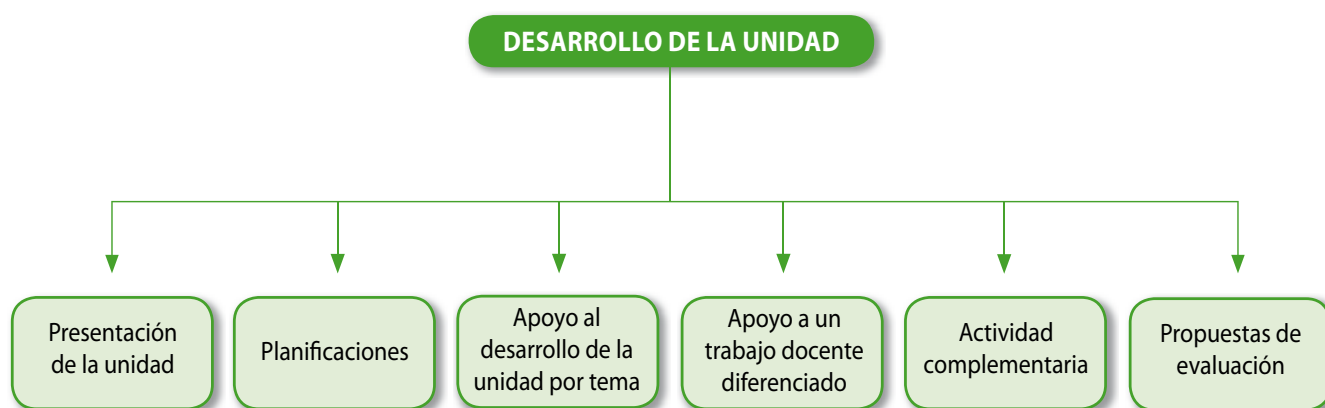 DESARROLLO DE LA UNIDAD
Presentación
de la unidad
Planificaciones
Apoyo al
desarrollo de la
unidad por tema
Apoyo a un
trabajo docente
diferenciado
Actividad
complementaria
Propuestas de
evaluación